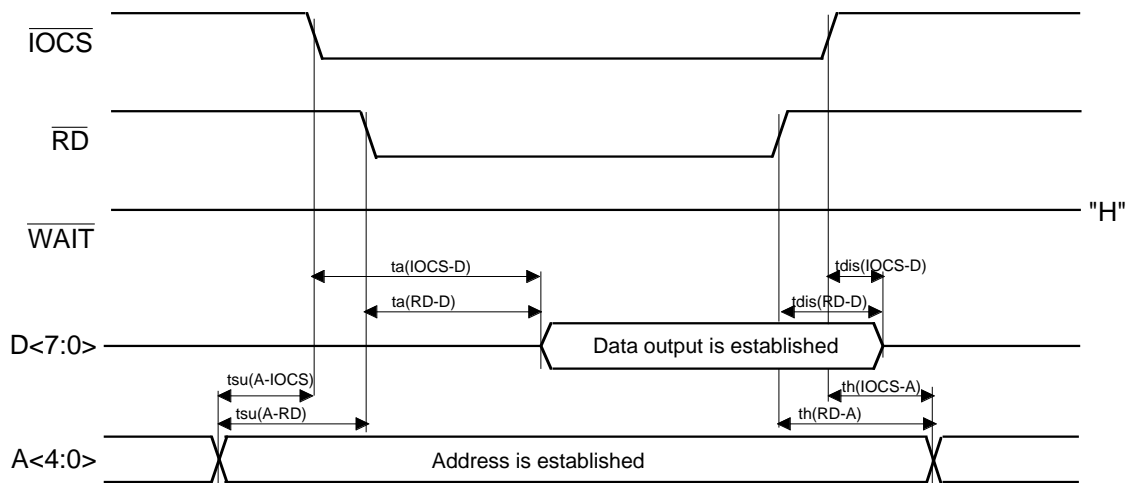 IOCS
RD
"H"
WAIT
ta(IOCS-D)
tdis(IOCS-D)
ta(RD-D)
tdis(RD-D)
D<7:0>
Data output is established
tsu(A-IOCS)
th(IOCS-A)
tsu(A-RD)
th(RD-A)
A<4:0>
Address is established